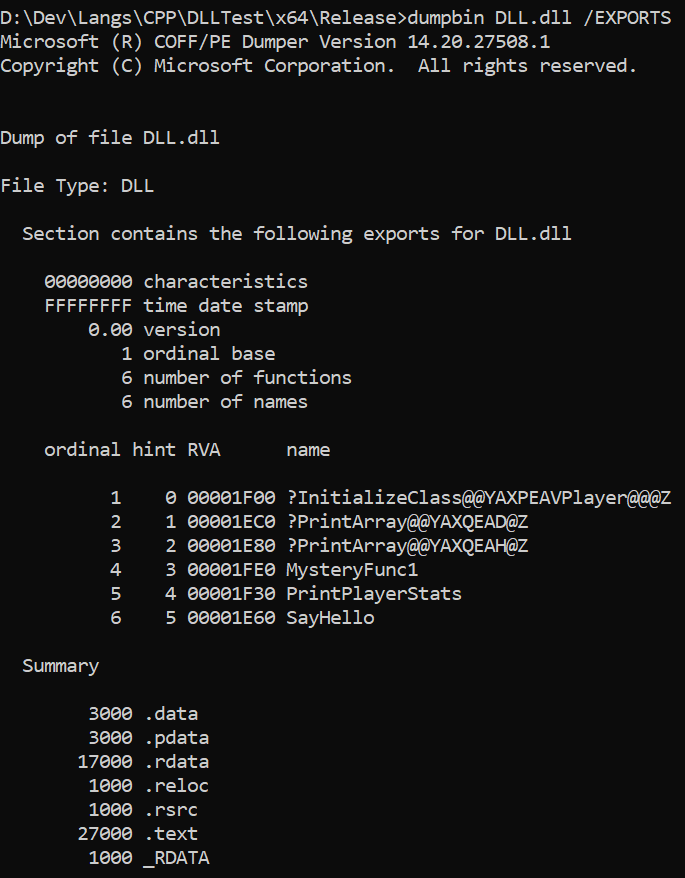 D:\Dev\Langs\CPP\DLLTest\x64\Release>dumpbin DLL.dll /EXPORTS
Microsoft (R) COFF/PE Dumper Version 14.20.27508.1
Copyright (C) Microsoft Corporation.  All rights reserved.
Dump of file DLL.dll
File Type: DLL
Section contains the following exports for DLL.dll
00000000 characteristics
FFFFFFFF time date stamp
0.00 version
1 ordinal base
6 number of functions
6 number of names
ordinal hint RVA      name
1    0 00001F00 ?InitializeClass@@YAXPEAVPlayer@@@Z
2    1 00001EC0 ?PrintArray@@YAXQEAD@Z
3    2 00001E80 ?PrintArray@@YAXQEAH@Z
4    3 00001FE0 MysteryFunc1
5    4 00001F30 PrintPlayerStats
6    5 00001E60 SayHello
Summary
3000 .data
3000 .pdata
17000 .rdata
1000 .reloc
1000 .rsrc
27000 .text
1000 _RDATA